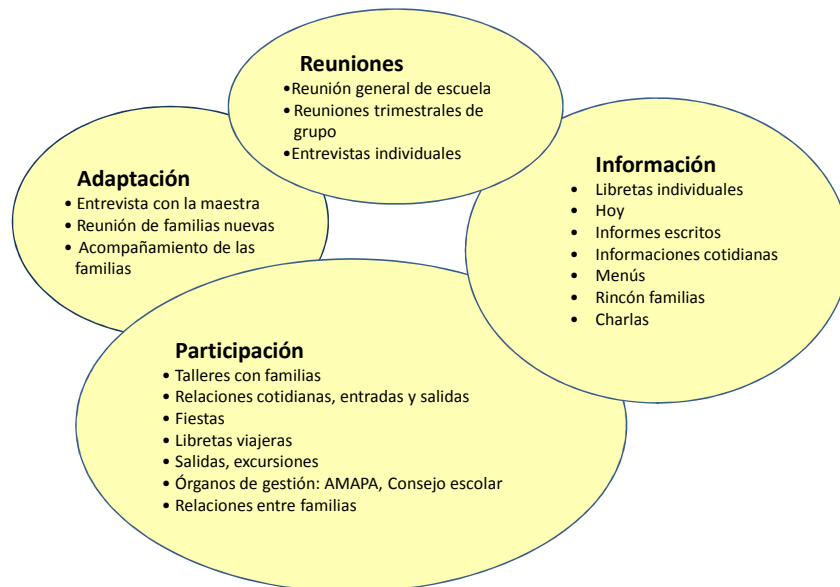 Reuniones
•Reunión general de escuela
• Reuniones trimestrales de
grupo
•Entrevistas individuales
Adaptación
• Entrevista con la maestra
• Reunión de familias nuevas
• Acompañamiento de las
familias
Información
• Libretas individuales
• Hoy
• Informes escritos
• Informaciones cotidianas
• Menús
• Rincón familias
• Charlas
Participación
• Talleres con familias
• Relaciones cotidianas, entradas y salidas
• Fiestas
• Libretas viajeras
• Salidas, excursiones
• Órganos de gestión: AMAPA, Consejo escolar
• Relaciones entre familias